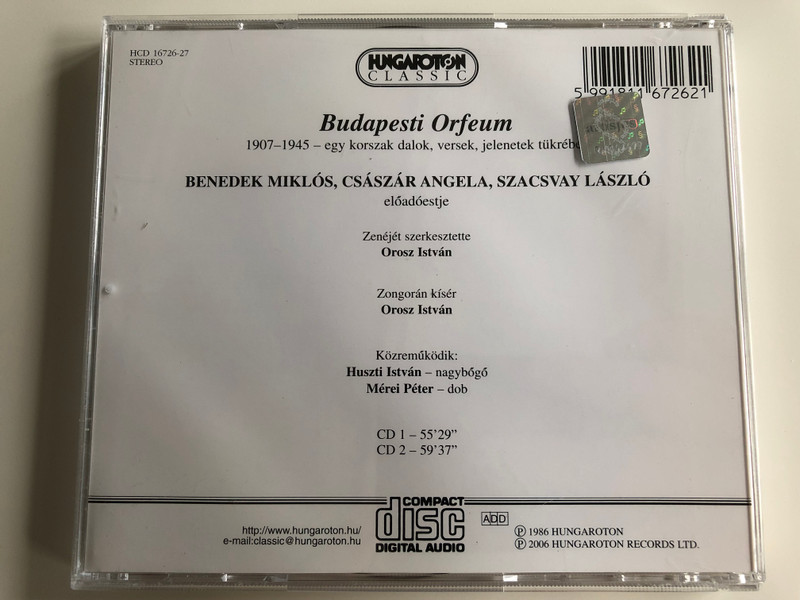 HCD 16726-27
STEREO
HUNGAROTON
CLASSIC
5 991811 672621
Budapesti Orfeum
1907–1945 – egy korszak dalok, versek, jelenetek
BENEDEK MIKLÓS, CSÁSZÁR ANGELA, SZACSVAY LÁSZLÓ
előadóestje
Zenéjét szerkesztette
Orosz István
Zongorán kísér
Orosz István
Közreműködik:
Huszti István – nagybőgő
Mérei Péter – dob
CD 1 – 55’29”
CD 2 – 59’37”
http://www.hungaroton.hu/
e-mail:classic@hungaroton.hu
COMPACT
disc
DIGITAL AUDIO
ADD
Ⓟ 1986 HUNGAROTON
Ⓟ 2006 HUNGAROTON RECORDS LTD.